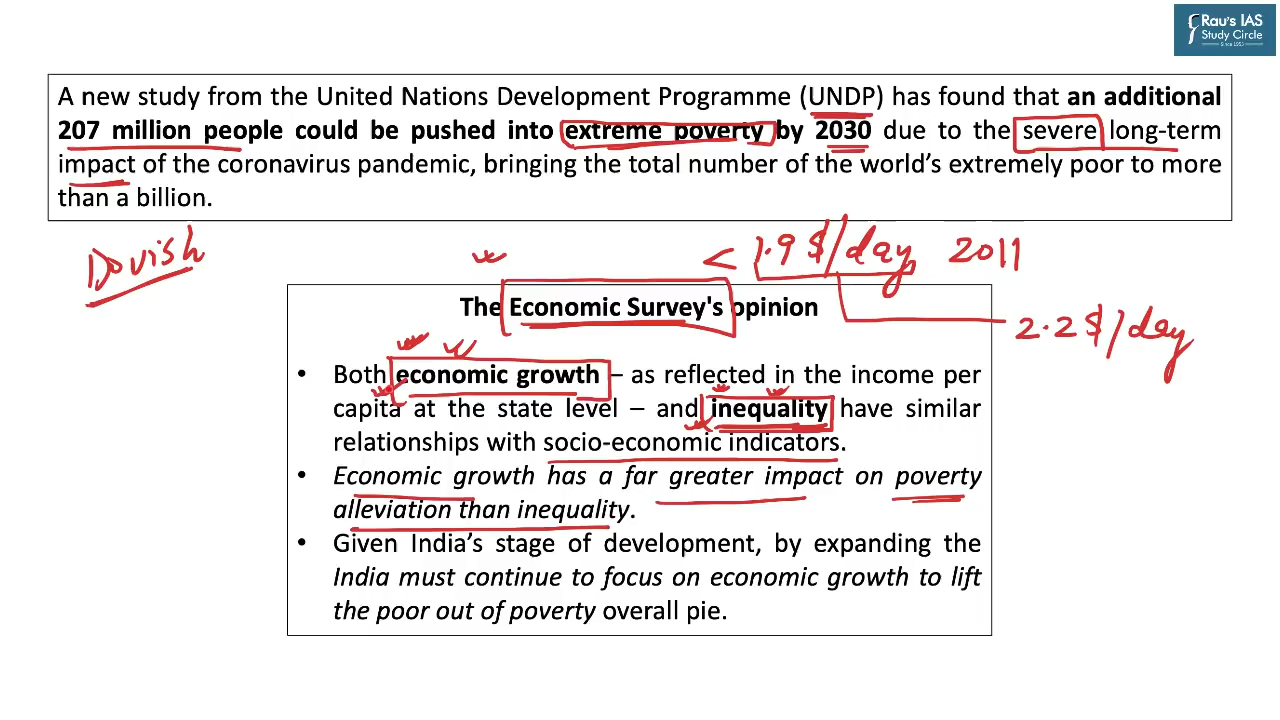 Rau's IAS
Study Circle
Since 1953
A new study from the United Nations Development Programme (UNDP) has found that an additional
207 million people could be pushed into extreme poverty by 2030 due to the severe long-term
impact of the coronavirus pandemic, bringing the total number of the world's extremely poor to more
than a billion.
Dovish
< 1.9 $/day 2011
2.2 $/day
The Economic Survey's opinion
• Both economic growth – as reflected in the income per
capita at the state level – and inequality have similar
relationships with socio-economic indicators.
• Economic growth has a far greater impact on poverty
alleviation than inequality.
• Given India's stage of development, by expanding the
India must continue to focus on economic growth to lift
the poor out of poverty overall pie.